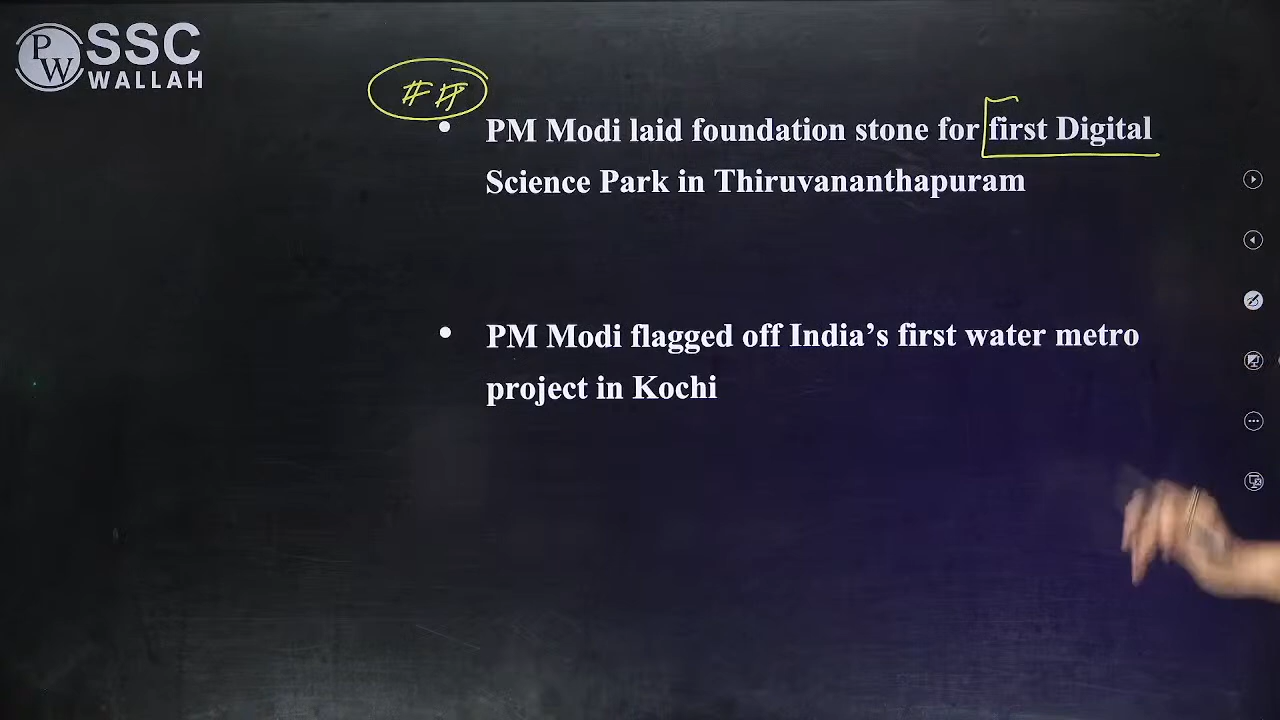 PW SSC
WALLAH
##
• PM Modi laid foundation stone for first Digital
Science Park in Thiruvananthapuram
• PM Modi flagged off India’s first water metro
project in Kochi